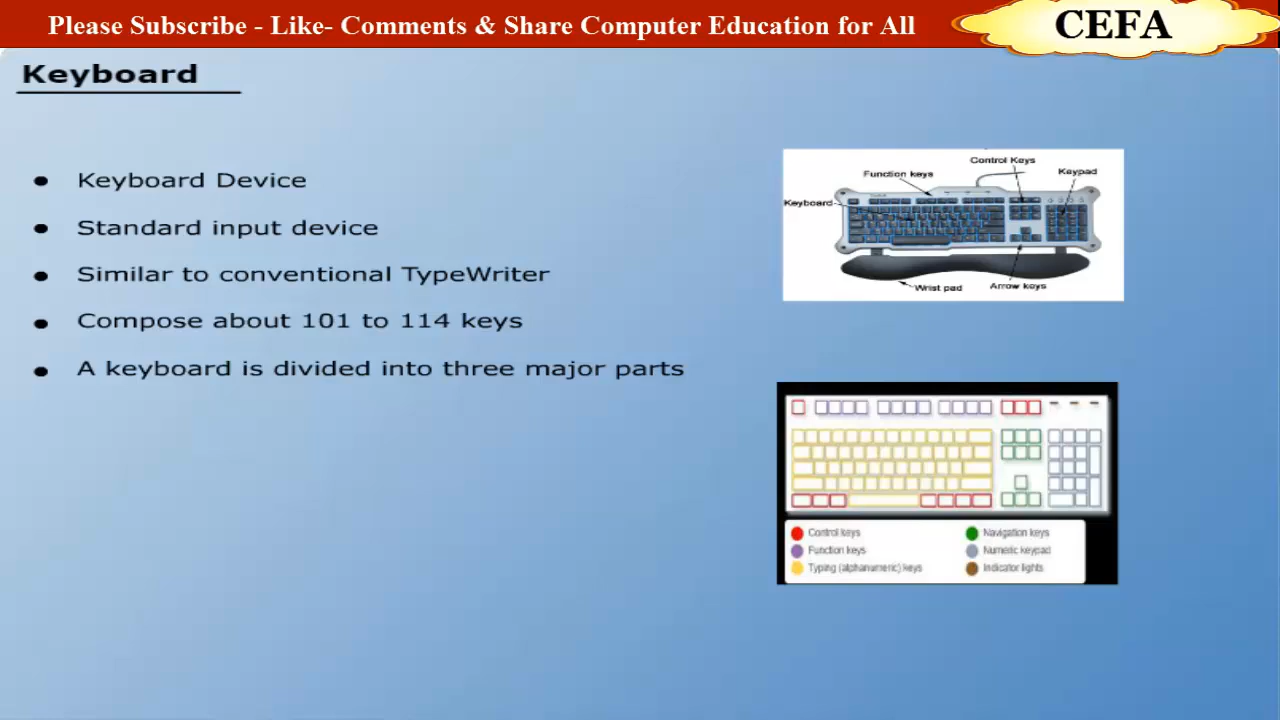 Please Subscribe - Like- Comments & Share Computer Education for All
CEFA
Keyboard
Keyboard Device
Standard input device
Similar to conventional TypeWriter
Compose about 101 to 114 keys
A keyboard is divided into three major parts
Control Keys
Function keys
Keypad
Keyboard
Wrist pad
Arrow keys
Control keys
Navigation keys
Function keys
Numeric keypad
Typing (alphanumeric) keys
Indicator lights